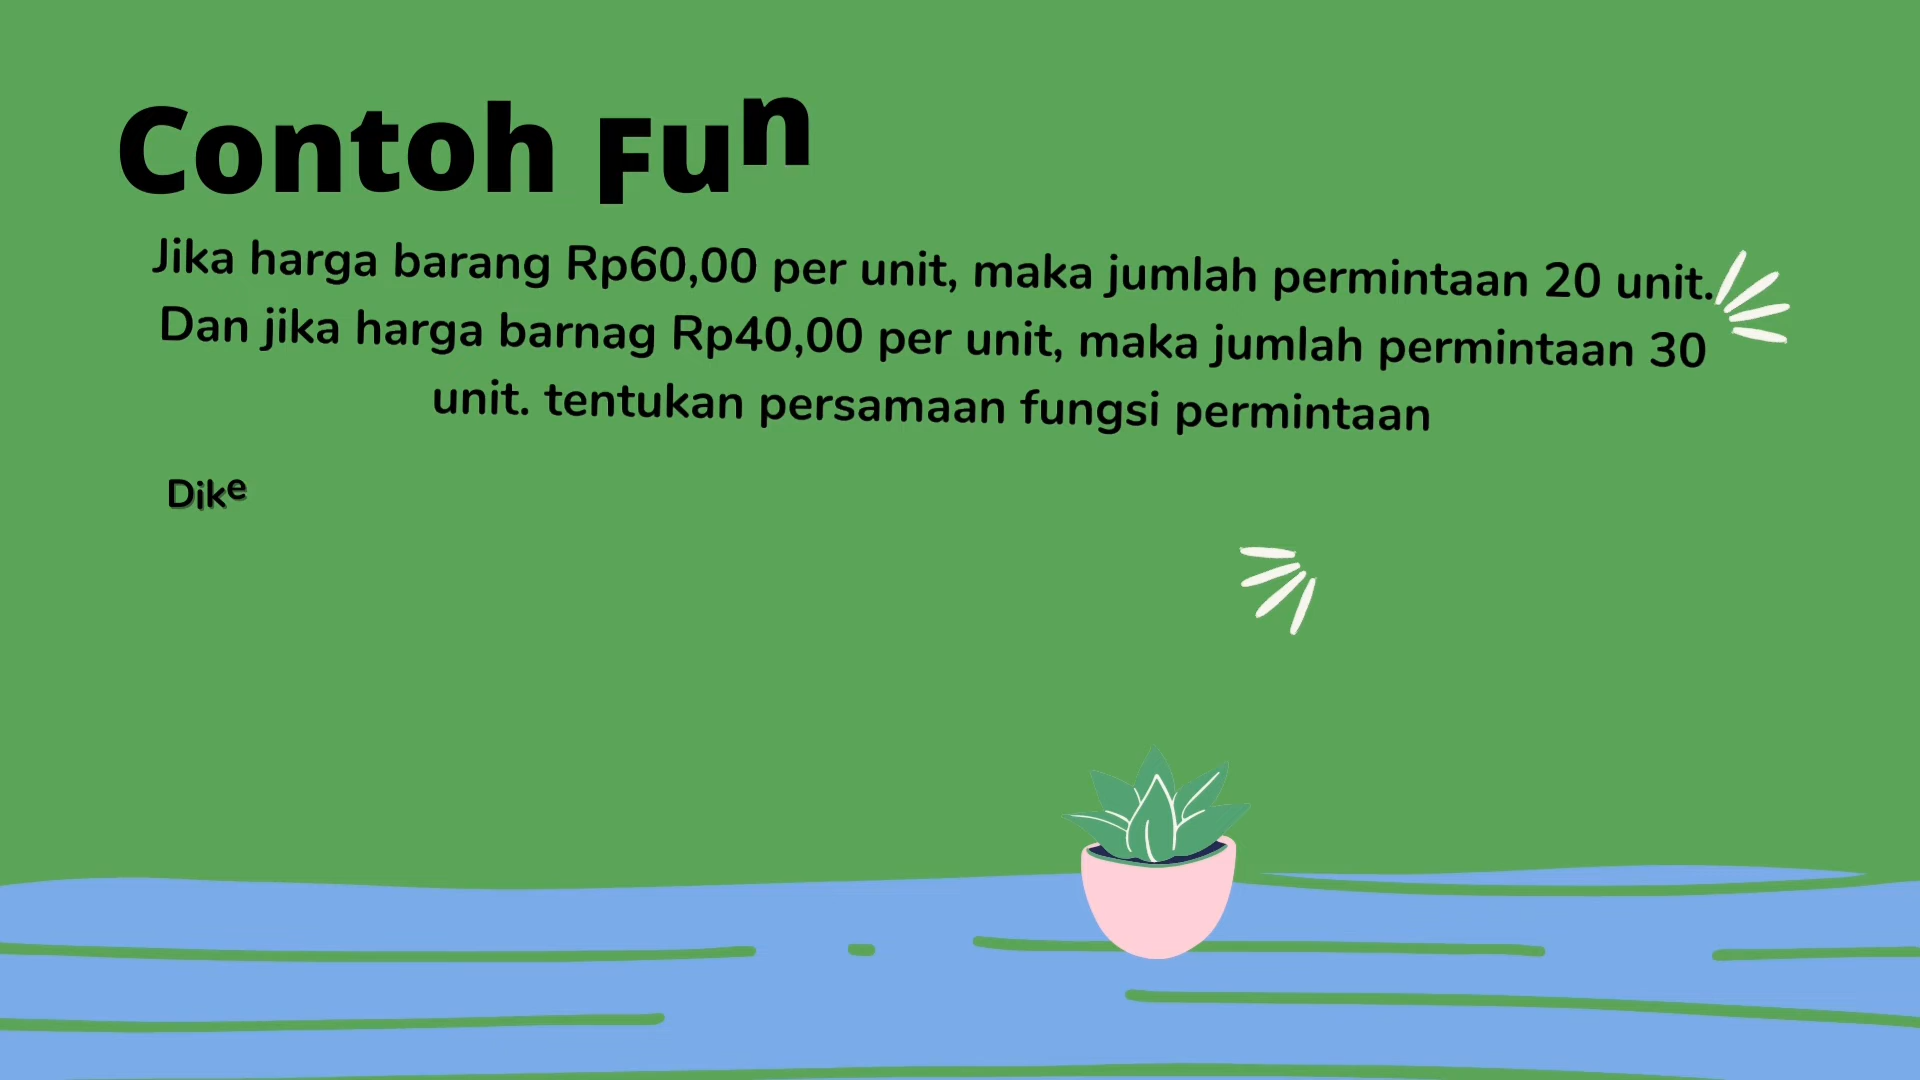 Contoh Fun
Jika harga barang Rp60,00 per unit, maka jumlah permintaan 20 unit.
Dan jika harga barnag Rp40,00 per unit, maka jumlah permintaan 30
unit. tentukan persamaan fungsi permintaan
Dike